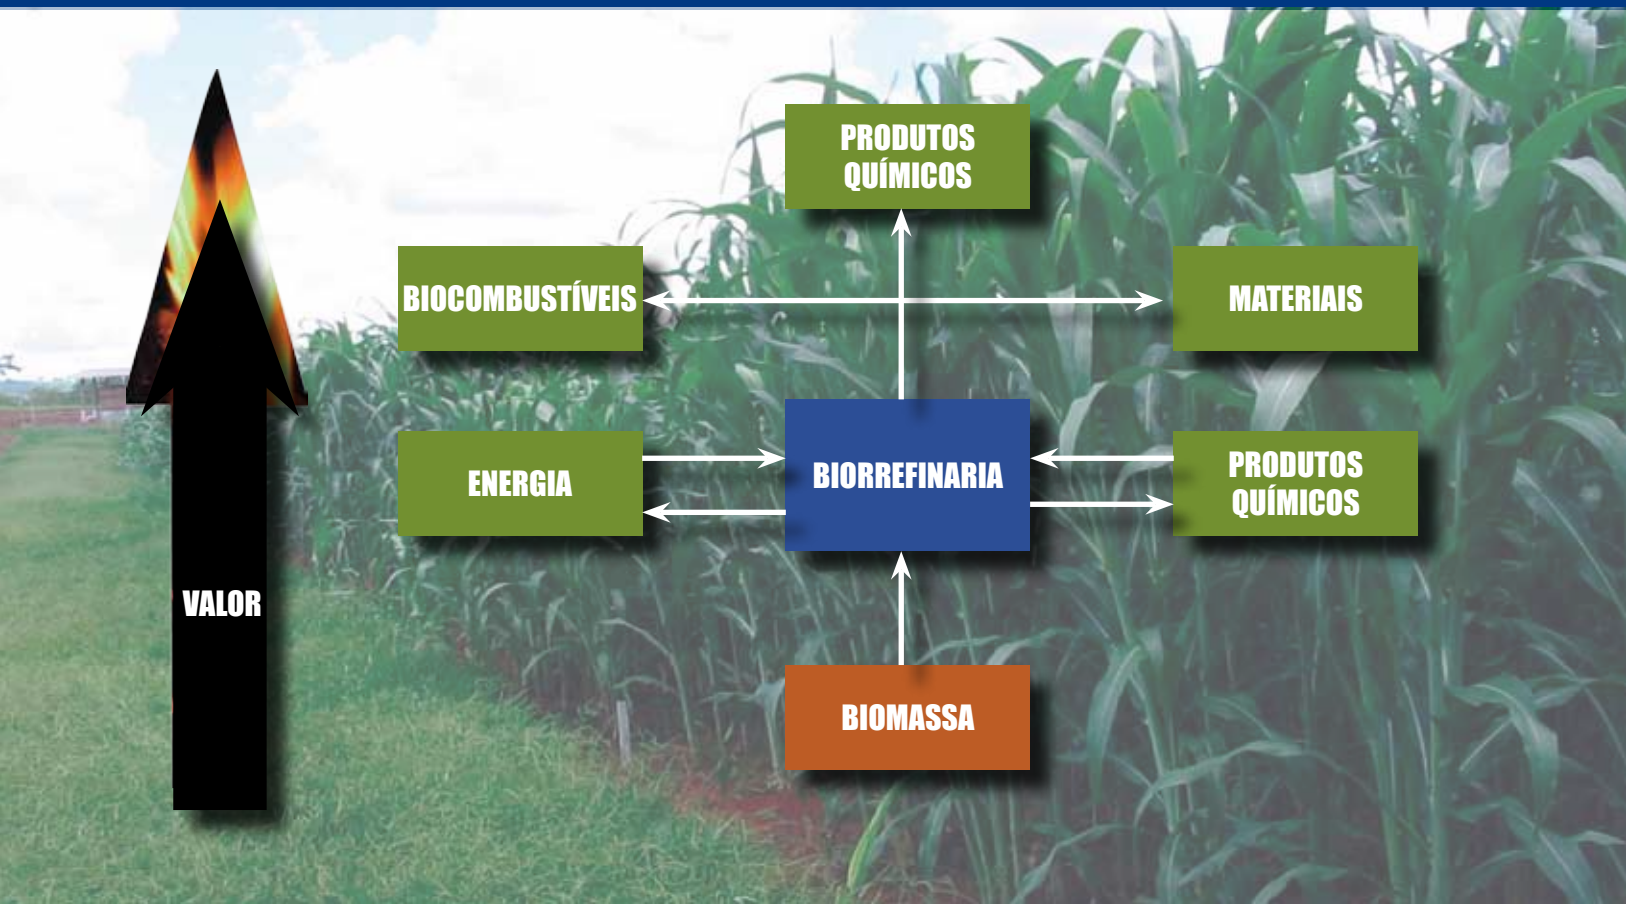 PRODUTOS
QUÍMICOS
BIOCOMBUSTÍVEIS
MATERIAIS
ENERGIA
BIORREFINARIA
PRODUTOS
QUÍMICOS
VALOR
BIOMASSA